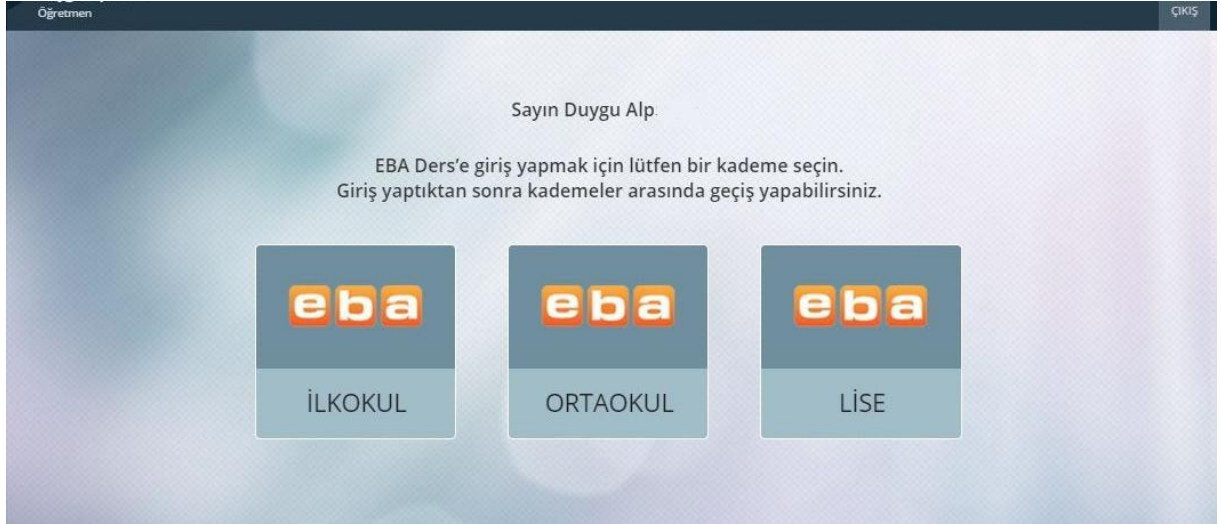 Öğretmen
ÇIKIŞ
Sayın Duygu Alp
EBA Ders'e giriş yapmak için lütfen bir kademe seçin.
Giriş yaptıktan sonra kademeler arasında geçiş yapabilirsiniz.
eba eba eba
İLKOKUL ORTAOKUL LİSE